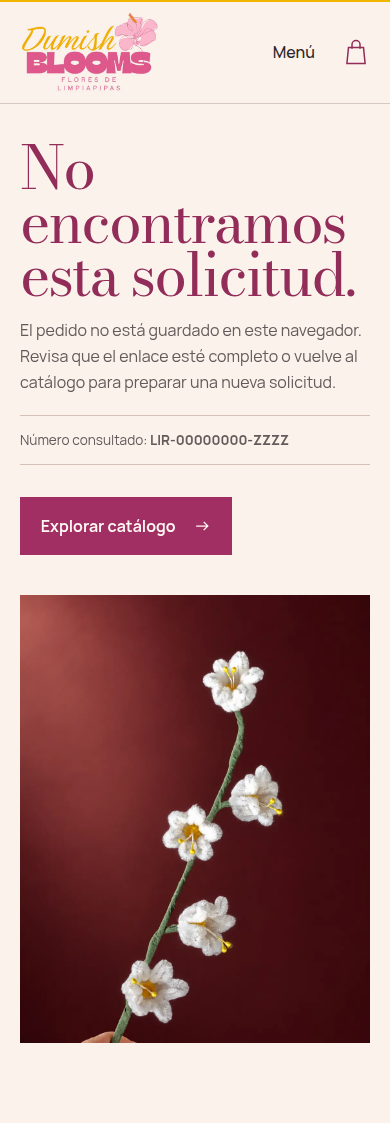 Dumish
BLOOMS
FLORES DE
LIMPIAPIPAS
Menú
No
encontramos
esta solicitud.
El pedido no está guardado en este navegador.
Revisa que el enlace esté completo o vuelve al
catálogo para preparar una nueva solicitud.
Número consultado: LIR-00000000-ZZZZ
Explorar catálogo →